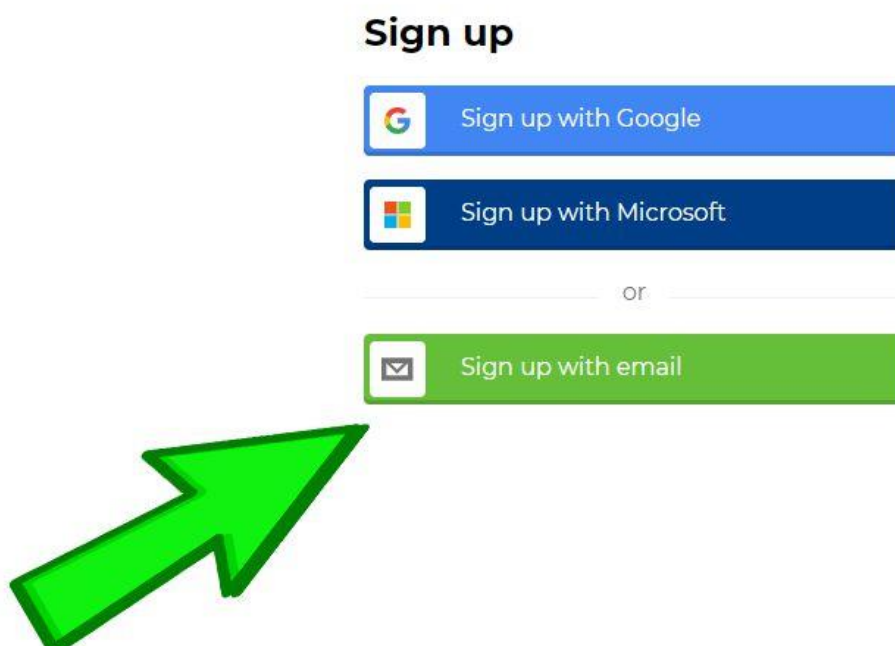 Sign up
Sign up with Google
Sign up with Microsoft
or
Sign up with email